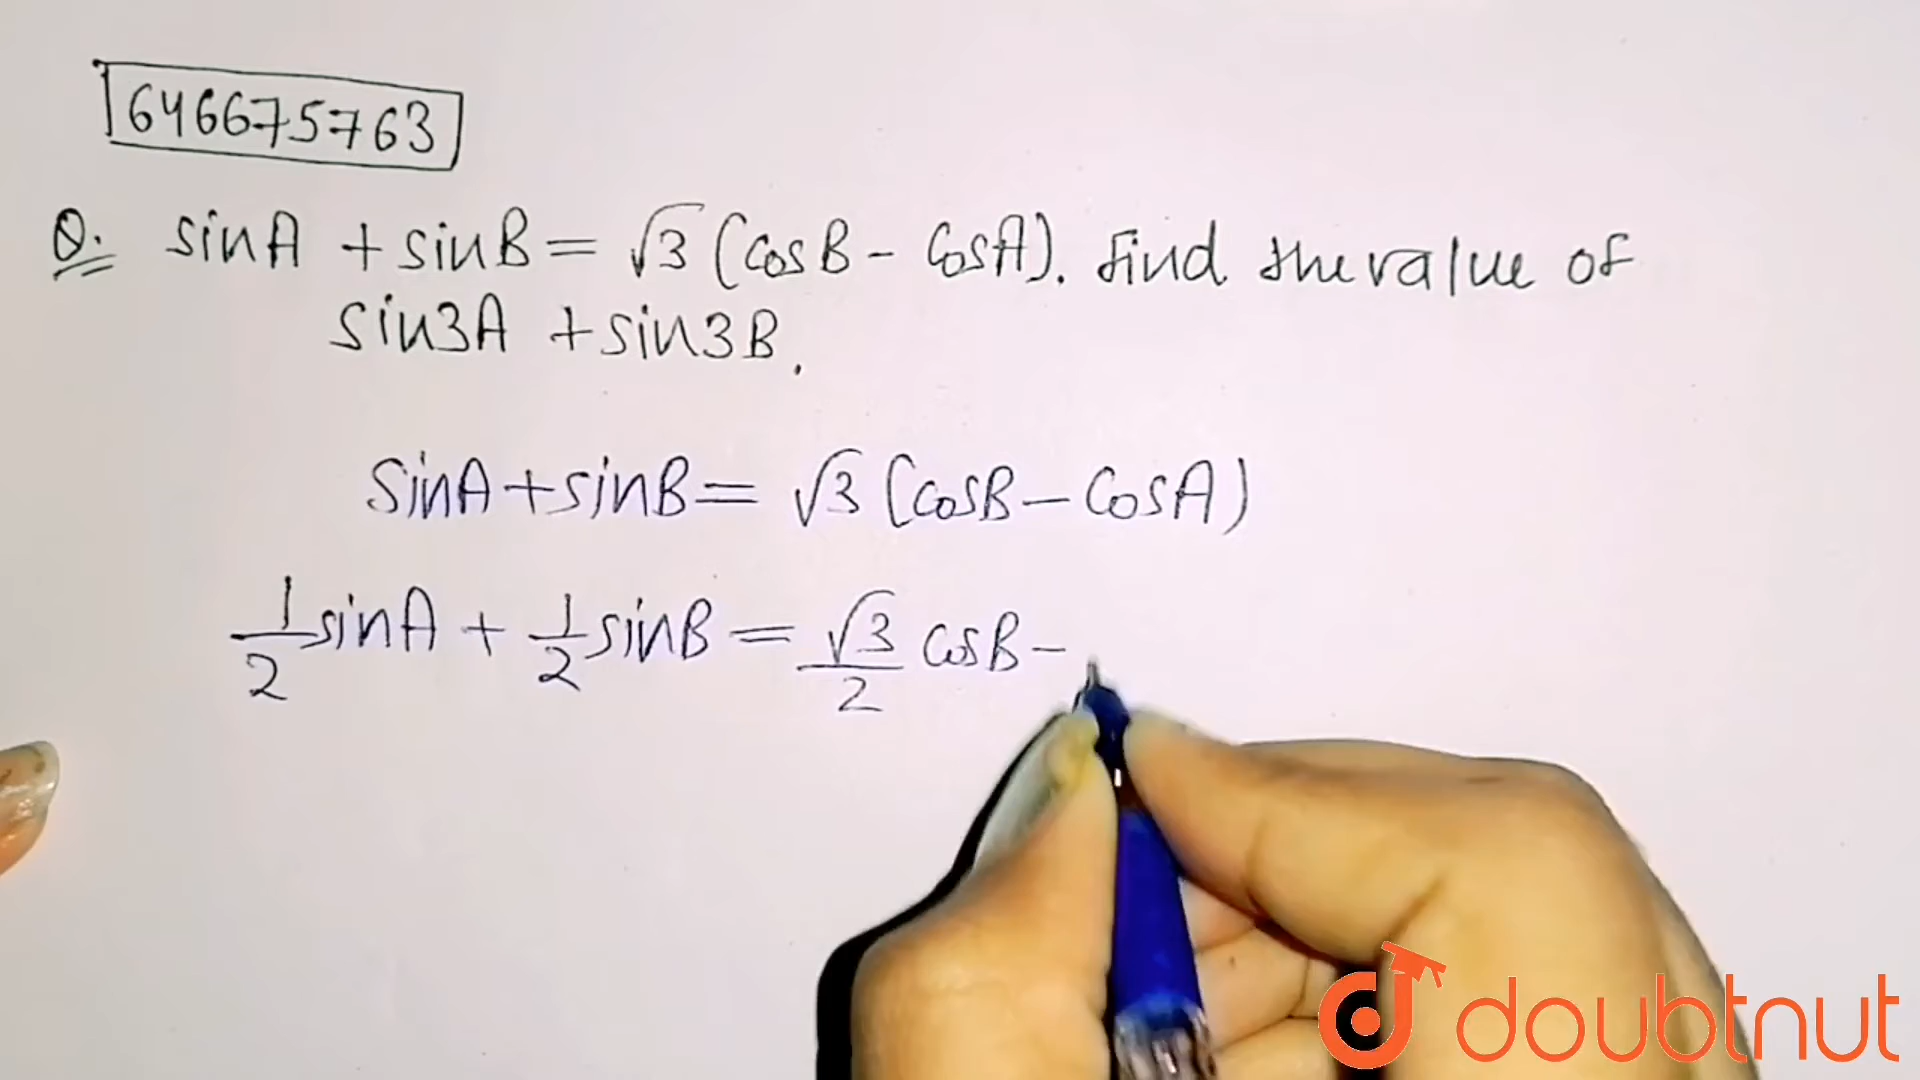 646675763
Q: sinA + sinB = √3 (cosB - cosA). Find the value of
sin3A + sin3B.
sinA + sinB = √3 (cosB - cosA)
1/2 sinA + 1/2 sinB = √3/2 cosB -
doubtnut